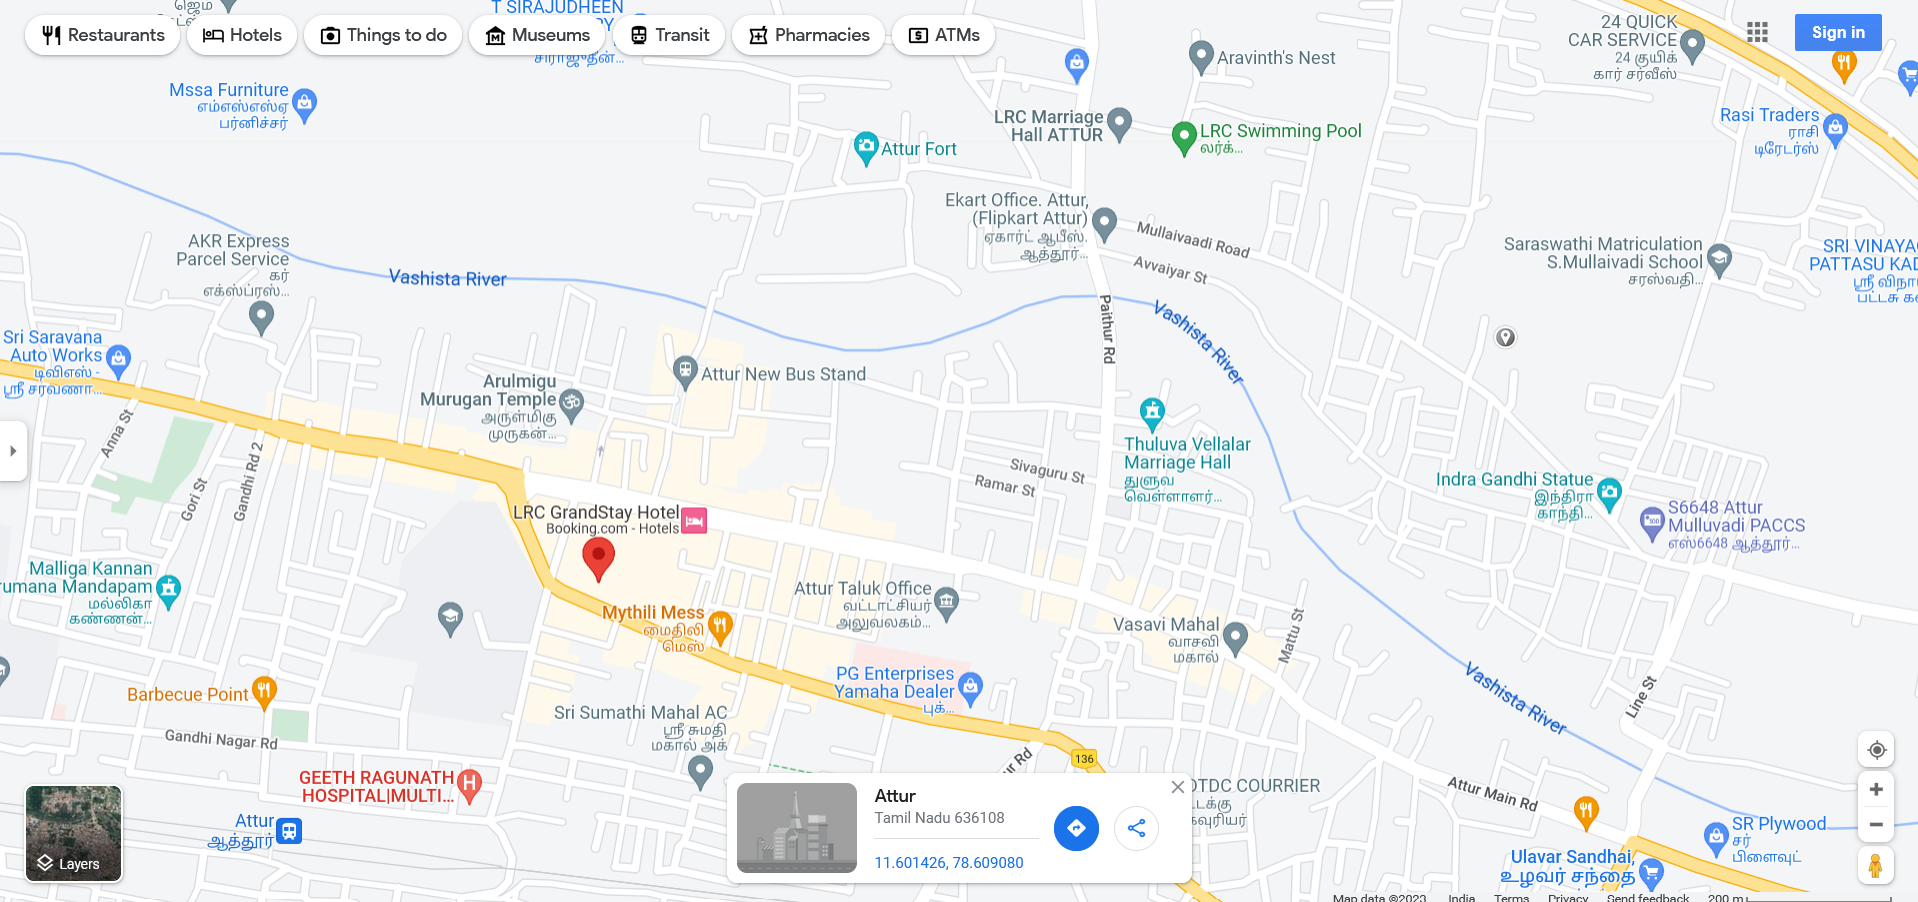 ஜெம்
T SIRAJUDHEEN
Restaurants
Hotels
Things to do
Museums
Transit
Pharmacies
ATMs
24 QUICK
CAR SERVICE
24 குயிக்
கார் சர்வீஸ்
Sign in
சிராஜுதீன்...
Aravinth's Nest
Mssa Furniture
எம்எஸ்எஸ்ஏ
பர்னிச்சர்
LRC Marriage
Hall ATTUR
LRC Swimming Pool
லர்க்...
Rasi Traders
ராசி
டிரேடர்ஸ்
Attur Fort
Ekart Office. Attur,
(Flipkart Attur)
ஏகார்ட் ஆபீஸ்.
ஆத்தூர்...
Mullaivaadi Road
Avvaiyar St
Saraswathi Matriculation
S.Mullaivadi School
சரஸ்வதி...
SRI VINAYAG
PATTASU KAD
ஸ்ரீ விநா
பட்டசு க
AKR Express
Parcel Service
கர்
எக்ஸ்ப்ரஸ்...
Vashista River
Vashista River
Paithur Rd
Sri Saravana
Auto Works
டிவிஎஸ் -
ஸ்ரீ சரவணா...
Attur New Bus Stand
Arulmigu
Murugan Temple
அருள்மிகு
முருகன்...
Anna St
Gori St
Gandhi Rd 2
Thuluva Vellalar
Marriage Hall
துளுவ
வெள்ளாளர்...
Sivaguru St
Ramar St
Indra Gandhi Statue
இந்திரா
காந்தி...
S6648 Attur
Mulluvadi PACCS
எஸ்6648 ஆத்தூர்...
LRC GrandStay Hotel
Booking.com - Hotels
Malliga Kannan
rumana Mandapam
மல்லிகா
கண்ணன்...
Attur Taluk Office
வட்டாட்சியர்
அலுவலகம்...
Mythili Mess
மைதிலி
மெஸ்
Vasavi Mahal
வாசவி
மகால்
Mattu St
Vashista River
Line St
PG Enterprises
Yamaha Dealer
புக்...
Barbecue Point
Sri Sumathi Mahal AC
ஸ்ரீ சுமதி
மகால் அக்
Gandhi Nagar Rd
136
ur Rd
GEETH RAGUNATH
HOSPITAL|MULTI...
H
Attur
ஆத்தூர்
Layers
Attur
Tamil Nadu 636108
11.601426, 78.609080
DTDC COURRIER
டக்கு
கவுரியர்
Attur Main Rd
SR Plywood
சர்
பிளைவுட்
Ulavar Sandhai,
உழவர் சந்தை
Map data ©2023
India
Terms
Privacy
Send feedback
200 m